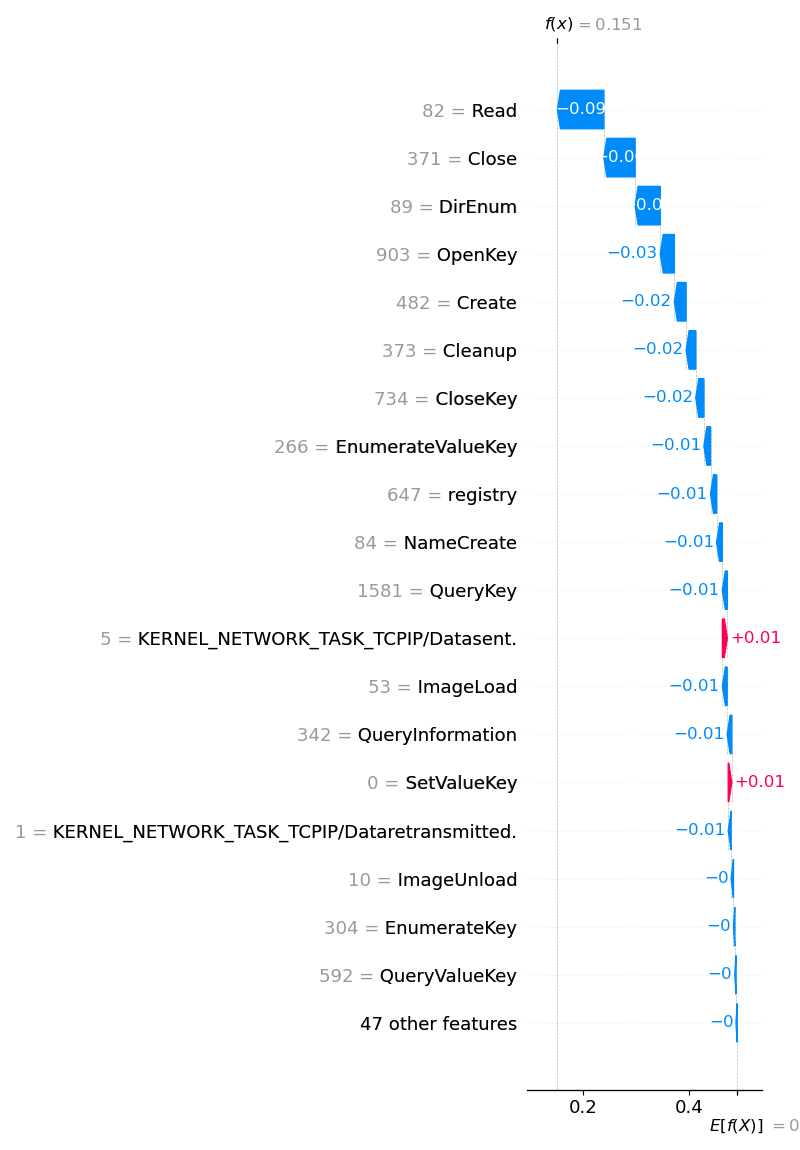 f(x) = 0.151
82 = Read
−0.09
371 = Close
−0.0
89 = DirEnum
0.0
903 = OpenKey
−0.03
482 = Create
−0.02
373 = Cleanup
−0.02
734 = CloseKey
−0.02
266 = EnumerateValueKey
−0.01
647 = registry
−0.01
84 = NameCreate
−0.01
1581 = QueryKey
−0.01
5 = KERNEL_NETWORK_TASK_TCPIP/Datasent.
+0.01
53 = ImageLoad
−0.01
342 = QueryInformation
−0.01
0 = SetValueKey
+0.01
1 = KERNEL_NETWORK_TASK_TCPIP/Dataretransmitted.
−0.01
10 = ImageUnload
−0
304 = EnumerateKey
−0
592 = QueryValueKey
−0
47 other features
−0
0.2 0.4
E[f(X)] = 0